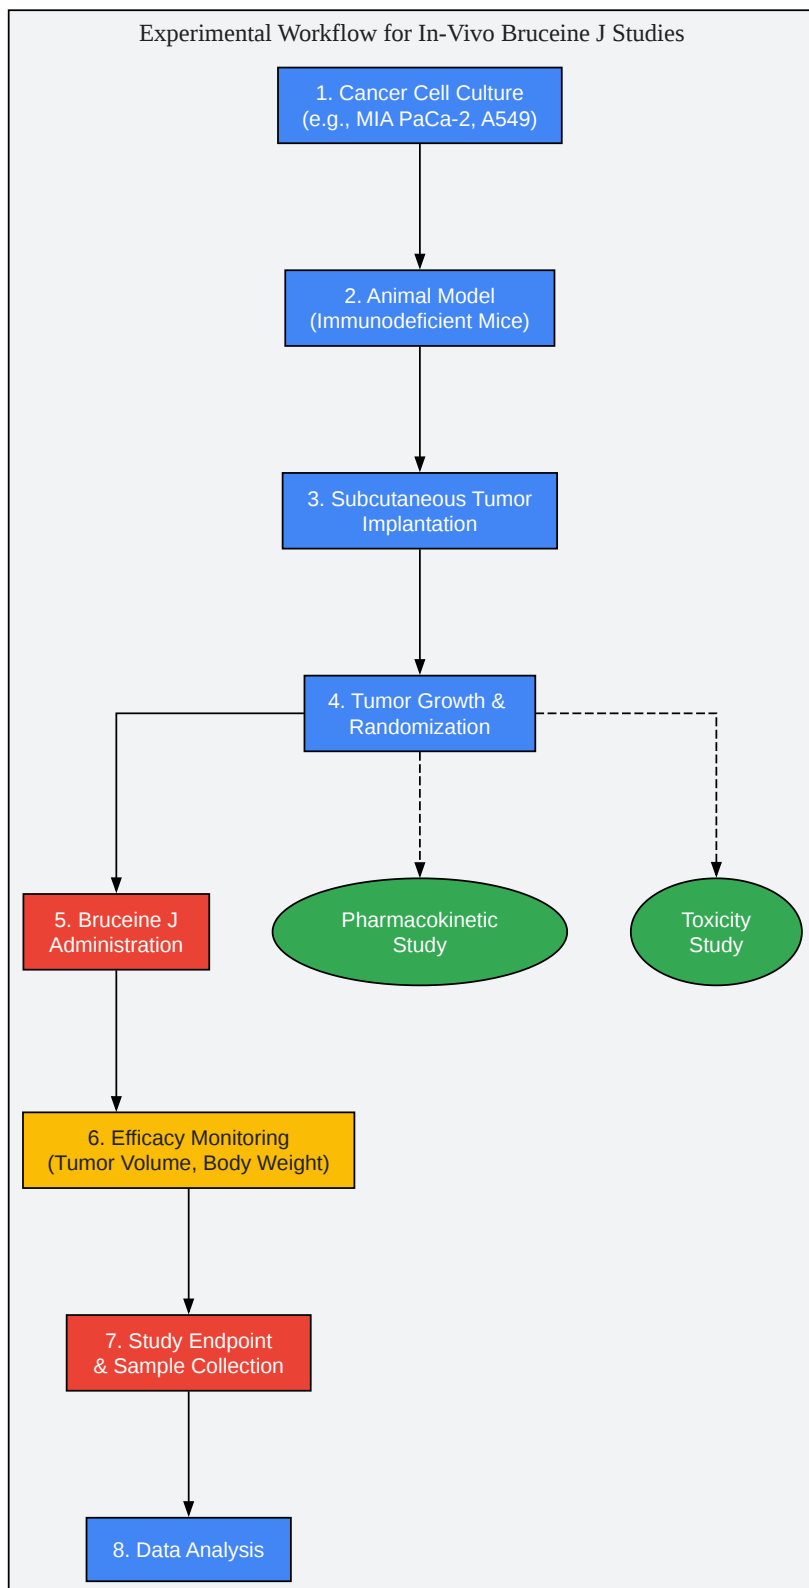 Experimental Workflow for In-Vivo Bruceine J Studies
1. Cancer Cell Culture
(e.g., MIA PaCa-2, A549)
2. Animal Model
(Immunodeficient Mice)
3. Subcutaneous Tumor
Implantation
4. Tumor Growth &
Randomization
5. Bruceine J
Administration
Pharmacokinetic
Study
Toxicity
Study
6. Efficacy Monitoring
(Tumor Volume, Body Weight)
7. Study Endpoint
& Sample Collection
8. Data Analysis